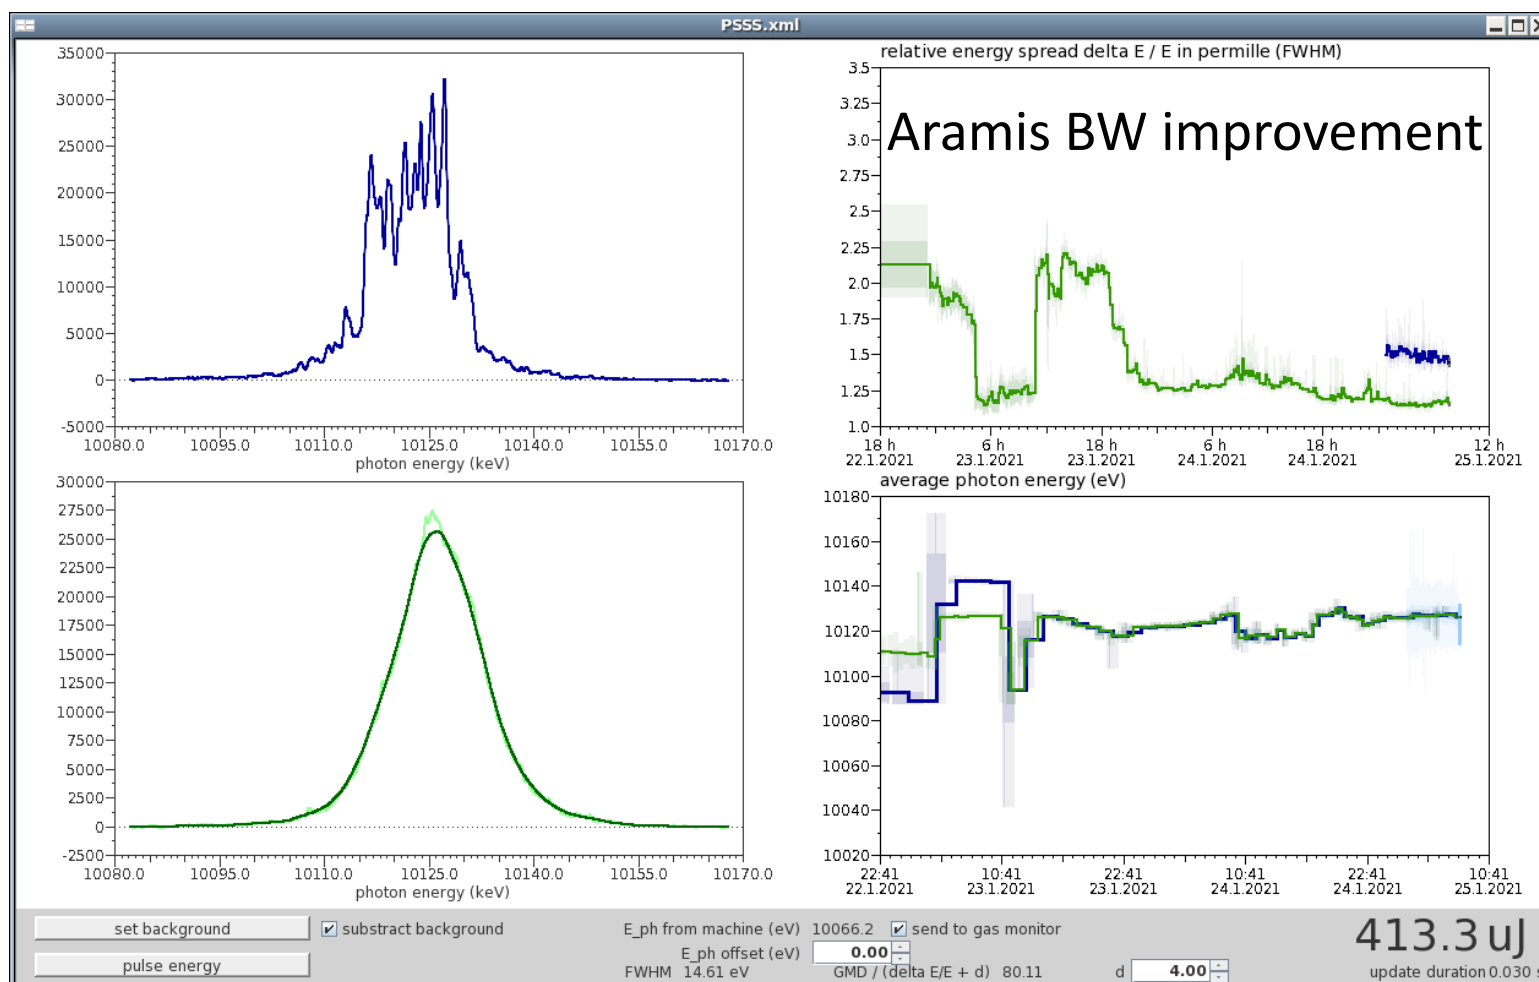 PSSS.xml
35000
30000
25000
20000
15000
10000
5000
0
-5000
10080.0 10095.0 10110.0 10125.0 10140.0 10155.0 10170.0
photon energy (keV)
relative energy spread delta E / E in permille (FWHM)
Aramis BW improvement
3.5
3.25
3.0
2.75
2.5
2.25
2.0
1.75
1.5
1.25
1.0
18 h 6 h 18 h 6 h 18 h 12 h
22.1.2021 23.1.2021 23.1.2021 24.1.2021 24.1.2021 25.1.2021
30000
27500
25000
22500
20000
17500
15000
12500
10000
7500
5000
2500
0
-2500
10080.0 10095.0 10110.0 10125.0 10140.0 10155.0 10170.0
photon energy (keV)
average photon energy (eV)
10180
10160
10140
10120
10100
10080
10060
10040
10020
22:41 10:41 22:41 10:41 22:41 10:41
22.1.2021 23.1.2021 23.1.2021 24.1.2021 24.1.2021 25.1.2021
set background
substract background
E_ph from machine (eV) 10066.2
send to gas monitor
E_ph offset (eV) 0.00
pulse energy
FWHM 14.61 eV
GMD / (delta E/E + d) 80.11
d 4.00
413.3 uJ
update duration 0.030 s